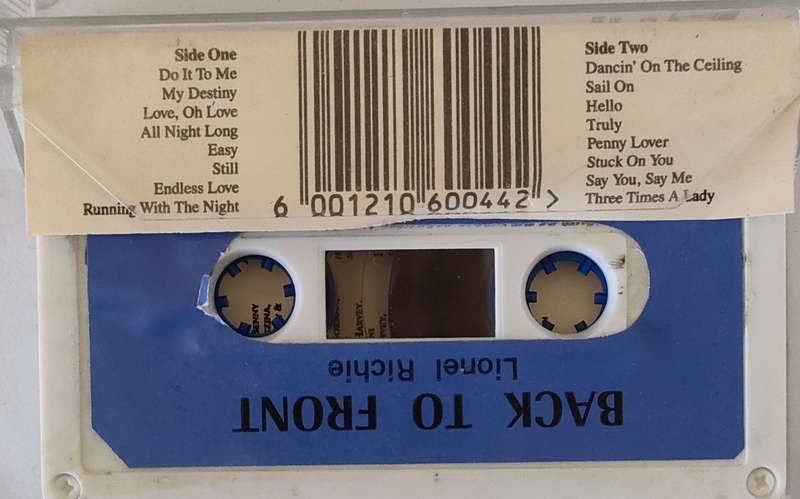 Side One
Do It To Me
My Destiny
Love, Oh Love
All Night Long
Easy
Still
Endless Love
Running With The Night
6 001210 600442 >
Side Two
Dancin' On The Ceiling
Sail On
Hello
Truly
Penny Lover
Stuck On You
Say You, Say Me
Three Times A Lady
BACK TO FRONT
Lionel Richie